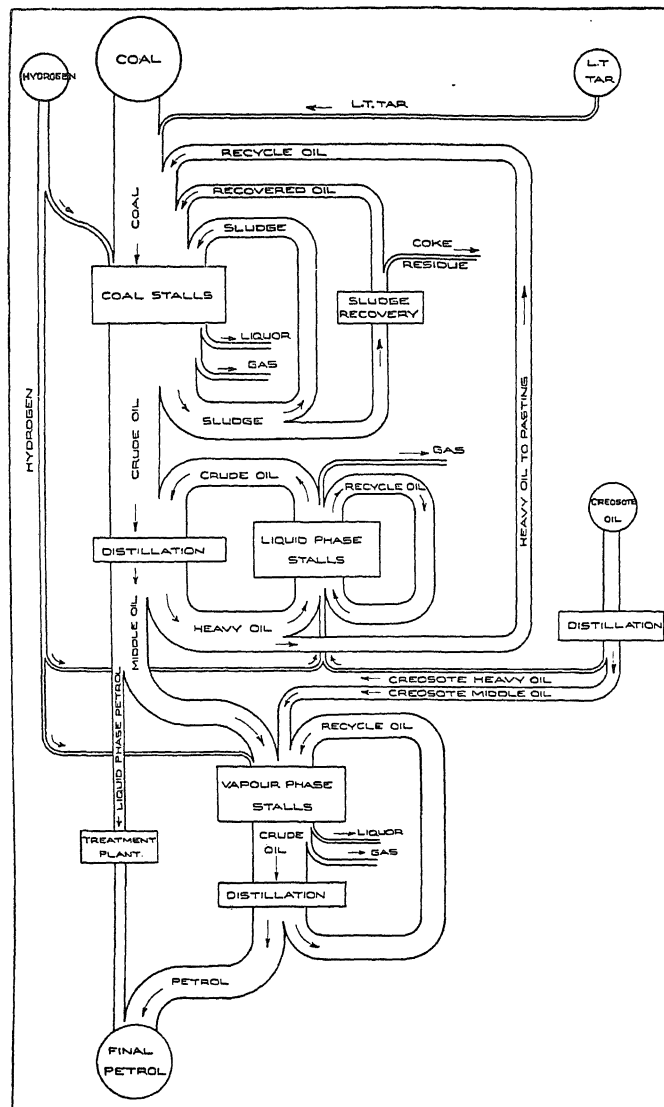 HYDROGEN
COAL
L.T
TAR
L.T. TAR
RECYCLE OIL
RECOVERED OIL
COAL
SLUDGE
COKE
RESIDUE
COAL STALLS
SLUDGE
RECOVERY
LIQUOR
GAS
SLUDGE
HYDROGEN
CRUDE OIL
HEAVY OIL TO PASTING
GAS
CRUDE OIL
RECYCLE OIL
CREOSOTE
OIL
DISTILLATION
LIQUID PHASE
STALLS
HEAVY OIL
DISTILLATION
MIDDLE OIL
CREOSOTE HEAVY OIL
CREOSOTE MIDDLE OIL
LIQUID PHASE PETROL
RECYCLE OIL
VAPOUR PHASE
STALLS
TREATMENT
PLANT.
CRUDE
OIL
LIQUOR
GAS
DISTILLATION
PETROL
FINAL
PETROL